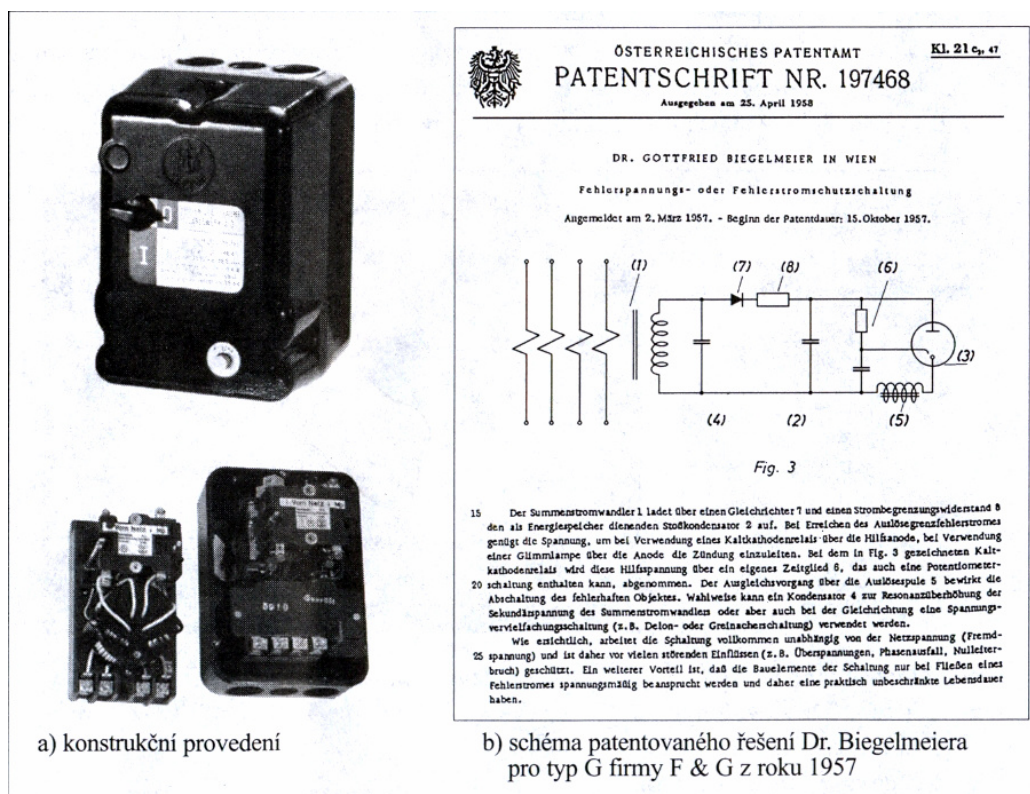 ÖSTERREICHISCHES PATENTAMT
Kl. 21 c₂, 47
PATENTSCHRIFT NR. 197468
Ausgegeben am 25. April 1958
DR. GOTTFRIED BIEGELMEIER IN WIEN
Fehlerspannungs- oder Fehlerstromschutzschaltung
Angemeldet am 2. März 1957. - Beginn der Patentdauer: 15. Oktober 1957.
(1) (7) (8) (6)
(3)
(4) (2) (5)
Fig. 3
0
I
15 Der Summenstromwandler 1 ladet über einen Gleichrichter 7 und einen Strombegrenzungswiderstand 8
den als Energiespeicher dienenden Stoßkondensator 2 auf. Bei Erreichen des Auslösegrenzfehlerstromes
genügt die Spannung, um bei Verwendung eines Kaltkathodenrelais über die Hilfsanode, bei Verwendung
einer Glimmlampe über die Anode die Zündung einzuleiten. Bei dem in Fig. 3 gezeichneten Kalt-
kathodenrelais wird diese Hilfsspannung über ein eigenes Zeitglied 6, das auch eine Potentiometer-
20 schaltung enthalten kann, abgenommen. Der Ausgleichsvorgang über die Auslösespule 5 bewirkt die
Abschaltung des fehlerhaften Objektes. Wahlweise kann ein Kondensator 4 zur Resonanzüberhöhung der
Sekundärspannung des Summenstromwandlers oder aber auch bei der Gleichrichtung eine Spannungs-
vervielfachungsschaltung (z. B. Delon- oder Greinacherschaltung) verwendet werden.
Wie ersichtlich, arbeitet die Schaltung vollkommen unabhängig von der Netzspannung (Fremd-
25 spannung) und ist daher vor vielen störenden Einflüssen (z. B. Überspannungen, Phasenausfall, Nulleiter-
bruch) geschützt. Ein weiterer Vorteil ist, daß die Bauelemente der Schaltung nur bei Fließen eines
Fehlerstromes spannungsmäßig beansprucht werden und daher eine praktisch unbeschränkte Lebensdauer
haben.
a) konstrukční provedení
b) schéma patentovaného řešení Dr. Biegelmeiera
pro typ G firmy F & G z roku 1957